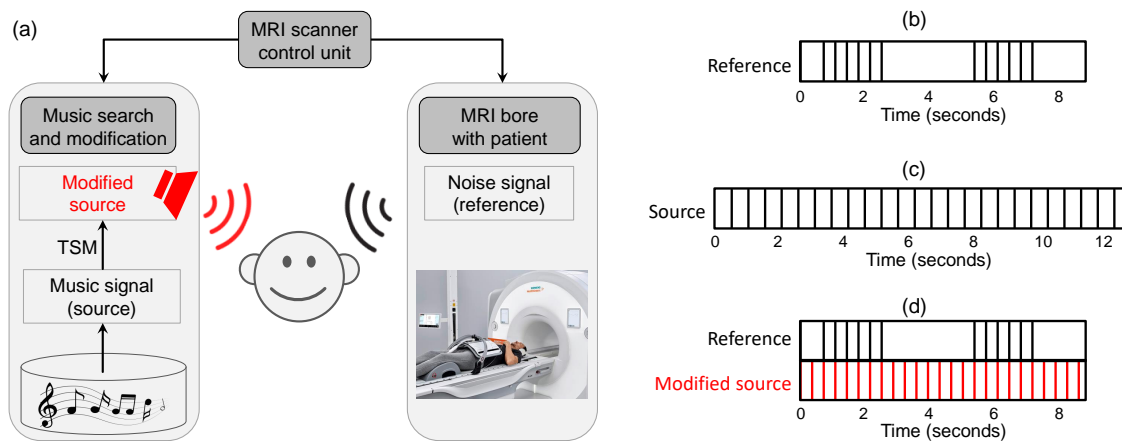 (a)
MRI scanner
control unit
Music search
and modification
Modified
source
TSM
Music signal
(source)
MRI bore
with patient
Noise signal
(reference)
(b)
Reference
0 2 4 6 8
Time (seconds)
(c)
Source
0 2 4 6 8 10 12
Time (seconds)
(d)
Reference
Modified source
0 2 4 6 8
Time (seconds)